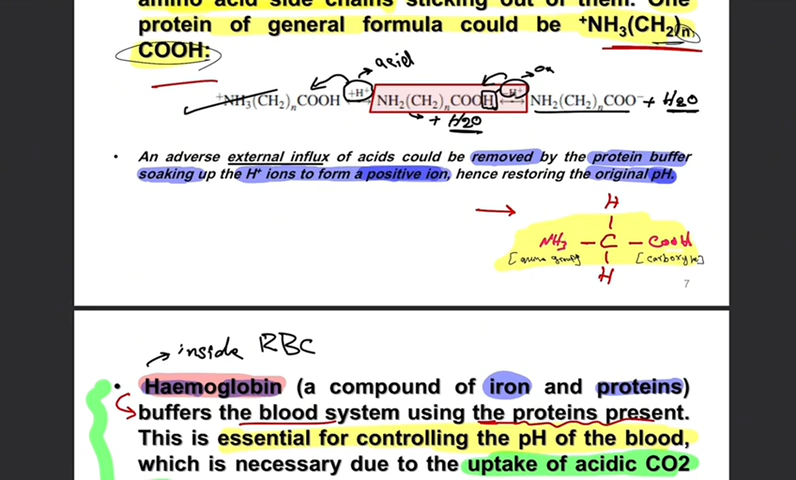 amino acid side chains sticking out of them. One
protein of general formula could be ⁺NH3(CH2)n
COOH:
acid
⁺NH₃(CH₂)ₙCOOH +H⁺ NH₂(CH₂)ₙCOOH -H⁺ NH₂(CH₂)ₙCOO⁻ + H2O
+ H2O
• An adverse external influx of acids could be removed by the protein buffer
soaking up the H⁺ ions to form a positive ion, hence restoring the original pH.
H
NH₃ — C — COOH
H
7
inside RBC
• Haemoglobin (a compound of iron and proteins)
buffers the blood system using the proteins present.
This is essential for controlling the pH of the blood,
which is necessary due to the uptake of acidic CO2